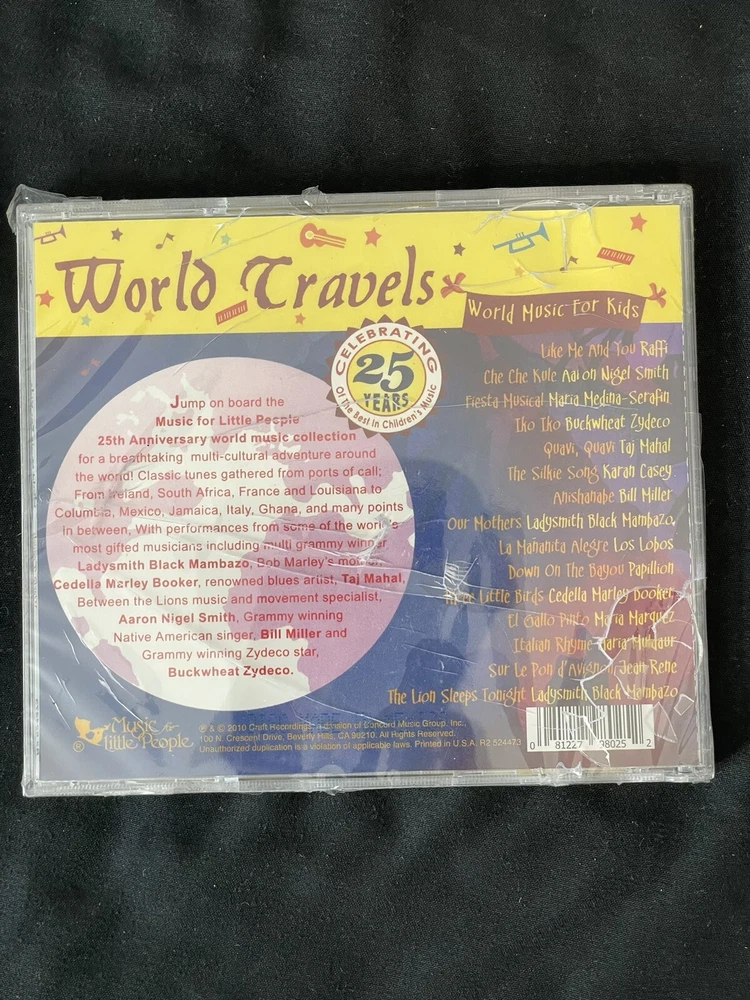 World Travels
World Music For Kids
CELEBRATING
25
YEARS
Of The Best In Children's Music
Jump on board the
Music for Little People
25th Anniversary world music collection
for a breathtaking multi-cultural adventure around
the world! Classic tunes gathered from ports of call;
From Ireland, South Africa, France and Louisiana to
Columbia, Mexico, Jamaica, Italy, Ghana, and many points
in between, With performances from some of the world's
most gifted musicians including multi grammy winner
Ladysmith Black Mambazo, Bob Marley's mother,
Cedella Marley Booker, renowned blues artist, Taj Mahal,
Between the Lions music and movement specialist,
Aaron Nigel Smith, Grammy winning
Native American singer, Bill Miller and
Grammy winning Zydeco star,
Buckwheat Zydeco.
Like Me And You Raffi
Che Che Kule Aaron Nigel Smith
Fiesta Musical Maria Medina-Serafin
Iko Iko Buckwheat Zydeco
Quavi, Quavi Taj Mahal
The Silkie Song Karan Casey
Anishanabe Bill Miller
Our Mothers Ladysmith Black Mambazo
La Mananita Alegre Los Lobos
Down On The Bayou Papillion
Three Little Birds Cedella Marley Booker
El Gallo Pinto Maria Marquez
Italian Rhyme Maria Muldaur
Sur Le Pon d'Avignon Jean Rene
The Lion Sleeps Tonight Ladysmith Black Mambazo
Music for
Little People
®
℗ & © 2010 Craft Recordings, a division of Concord Music Group, Inc.,
100 N. Crescent Drive, Beverly Hills, CA 90210. All Rights Reserved.
Unauthorized duplication is a violation of applicable laws. Printed in U.S.A. R2 524473
0 81227 98025 2